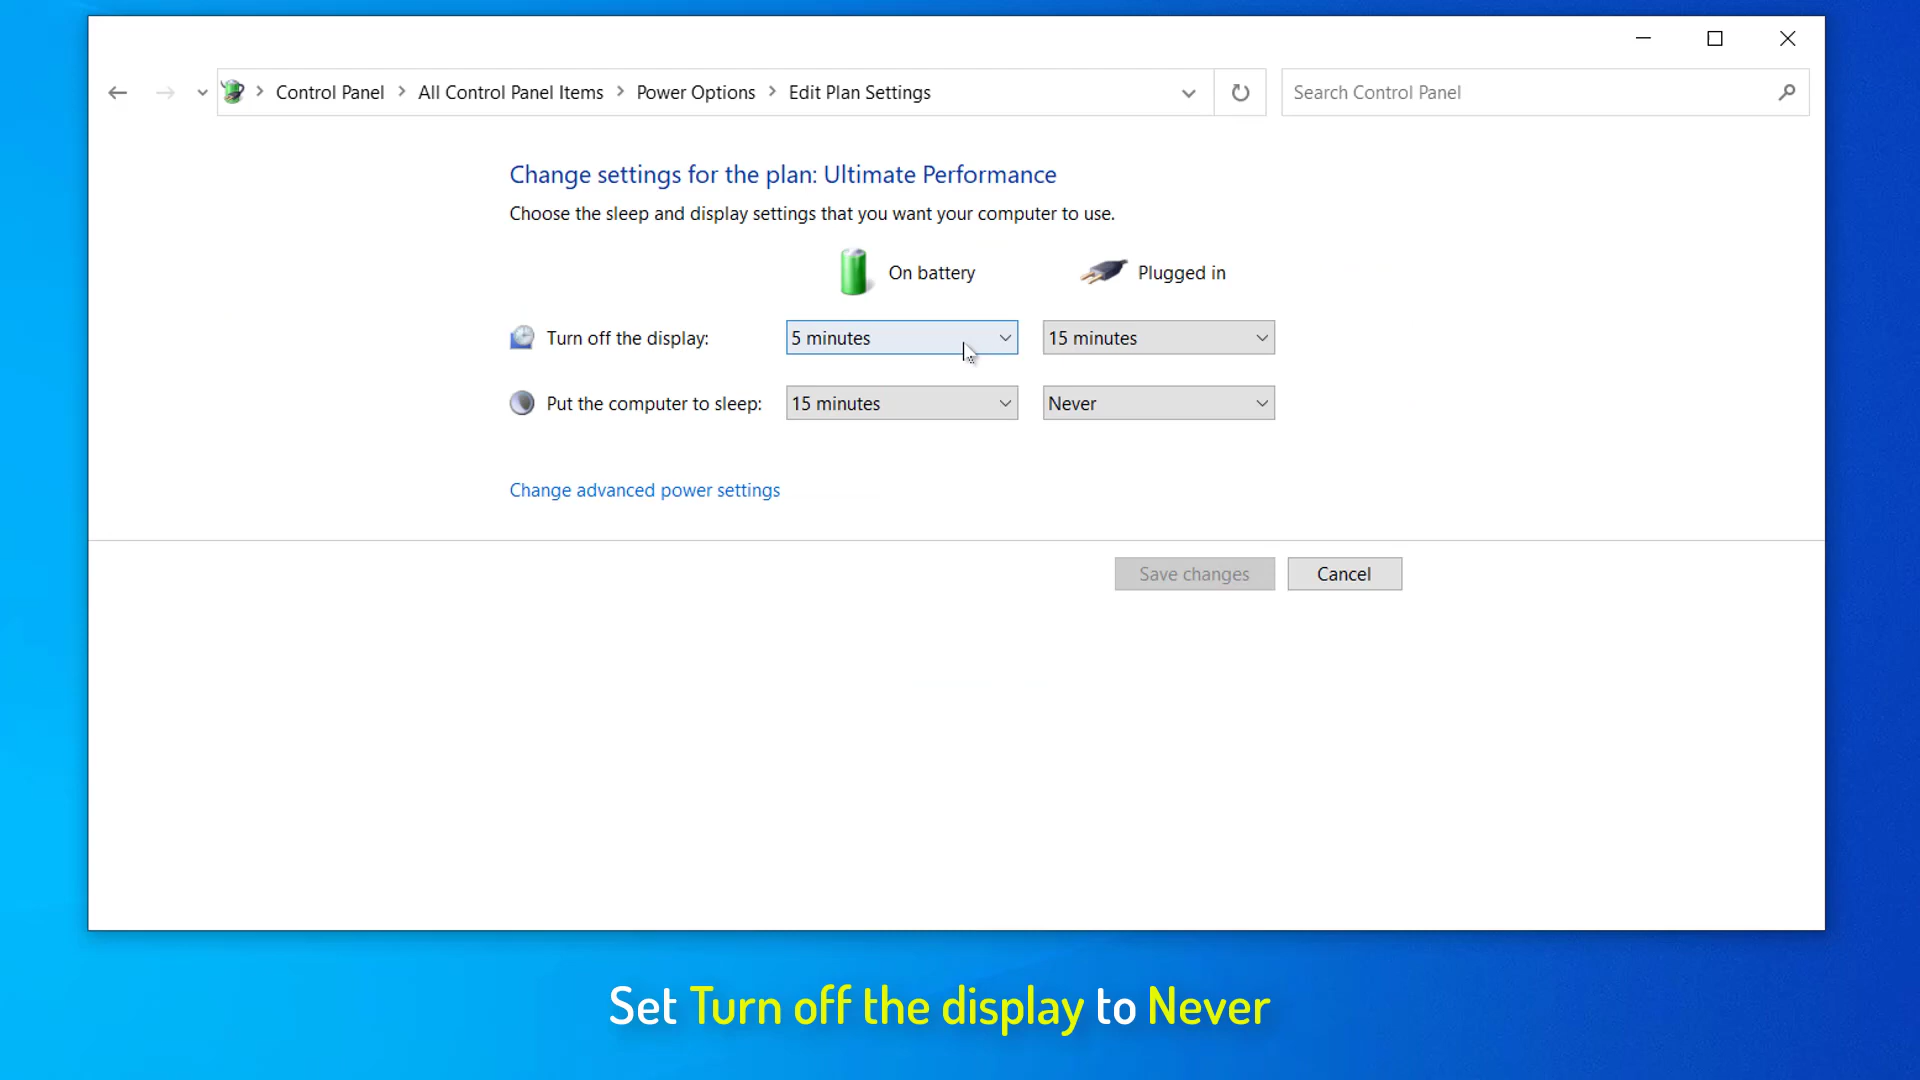 Control Panel > All Control Panel Items > Power Options > Edit Plan Settings
Search Control Panel
Change settings for the plan: Ultimate Performance
Choose the sleep and display settings that you want your computer to use.
On battery Plugged in
Turn off the display: 5 minutes 15 minutes
Put the computer to sleep: 15 minutes Never
Change advanced power settings
Save changes Cancel
Set Turn off the display to Never